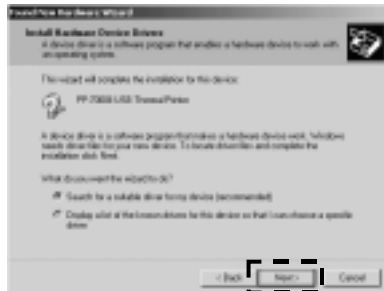 Found New Hardware Wizard
Install Hardware Device Drivers
A device driver is a software program that enables a hardware device to work with
an operating system.
This wizard will complete the installation for this device:
USB Thermal Printer
A device driver is a software program that makes a hardware device work. Windows
needs driver files for your new device. To locate driver files and complete the
installation click Next.
What do you want the wizard to do?
Search for a suitable driver for my device (recommended)
Display a list of the known drivers for this device so that I can choose a specific
driver
< Back Next > Cancel